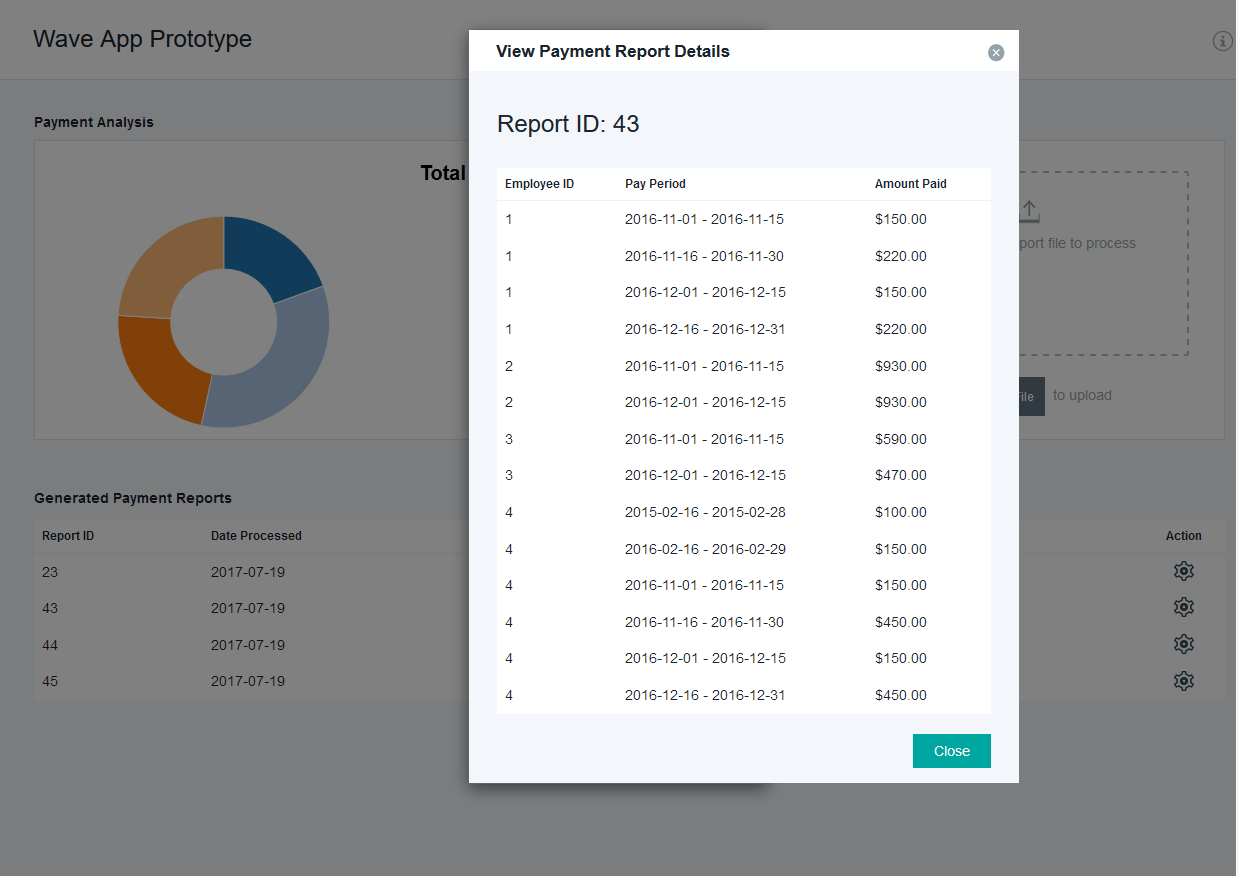 Wave App Prototype
View Payment Report Details
Payment Analysis
Report ID: 43
Total
Employee ID Pay Period Amount Paid
1 2016-11-01 - 2016-11-15 $150.00
1 2016-11-16 - 2016-11-30 $220.00
1 2016-12-01 - 2016-12-15 $150.00
1 2016-12-16 - 2016-12-31 $220.00
2 2016-11-01 - 2016-11-15 $930.00
2 2016-12-01 - 2016-12-15 $930.00
3 2016-11-01 - 2016-11-15 $590.00
3 2016-12-01 - 2016-12-15 $470.00
4 2015-02-16 - 2015-02-28 $100.00
4 2016-02-16 - 2016-02-29 $150.00
4 2016-11-01 - 2016-11-15 $150.00
4 2016-11-16 - 2016-11-30 $450.00
4 2016-12-01 - 2016-12-15 $150.00
4 2016-12-16 - 2016-12-31 $450.00
Close
port file to process
to upload
Generated Payment Reports
Report ID Date Processed Action
23 2017-07-19
43 2017-07-19
44 2017-07-19
45 2017-07-19